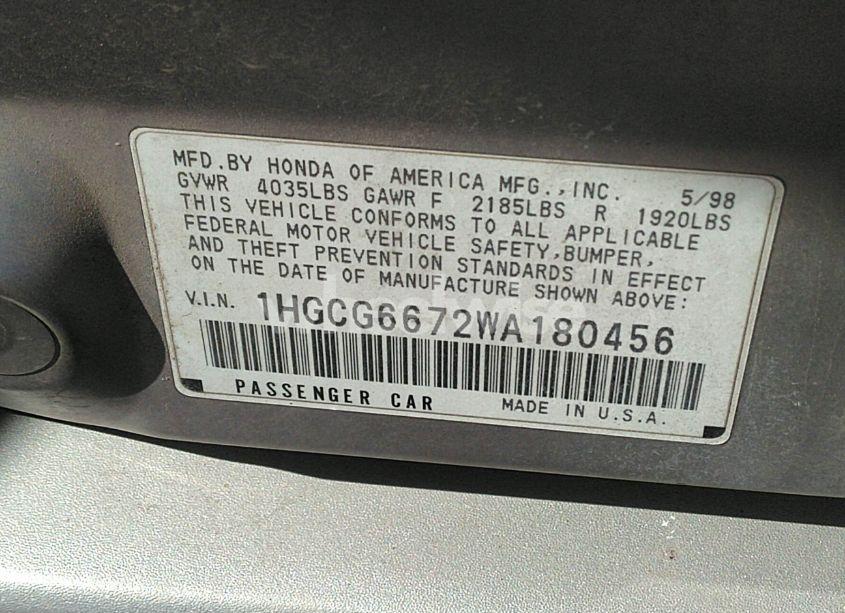 MFD.BY HONDA OF AMERICA MFG.,INC. 5/98
GVWR 4035LBS GAWR F 2185LBS R 1920LBS
THIS VEHICLE CONFORMS TO ALL APPLICABLE
FEDERAL MOTOR VEHICLE SAFETY,BUMPER,
AND THEFT PREVENTION STANDARDS IN EFFECT
ON THE DATE OF MANUFACTURE SHOWN ABOVE:
V.I.N. 1HGCG6672WA180456
PASSENGER CAR MADE IN U.S.A.